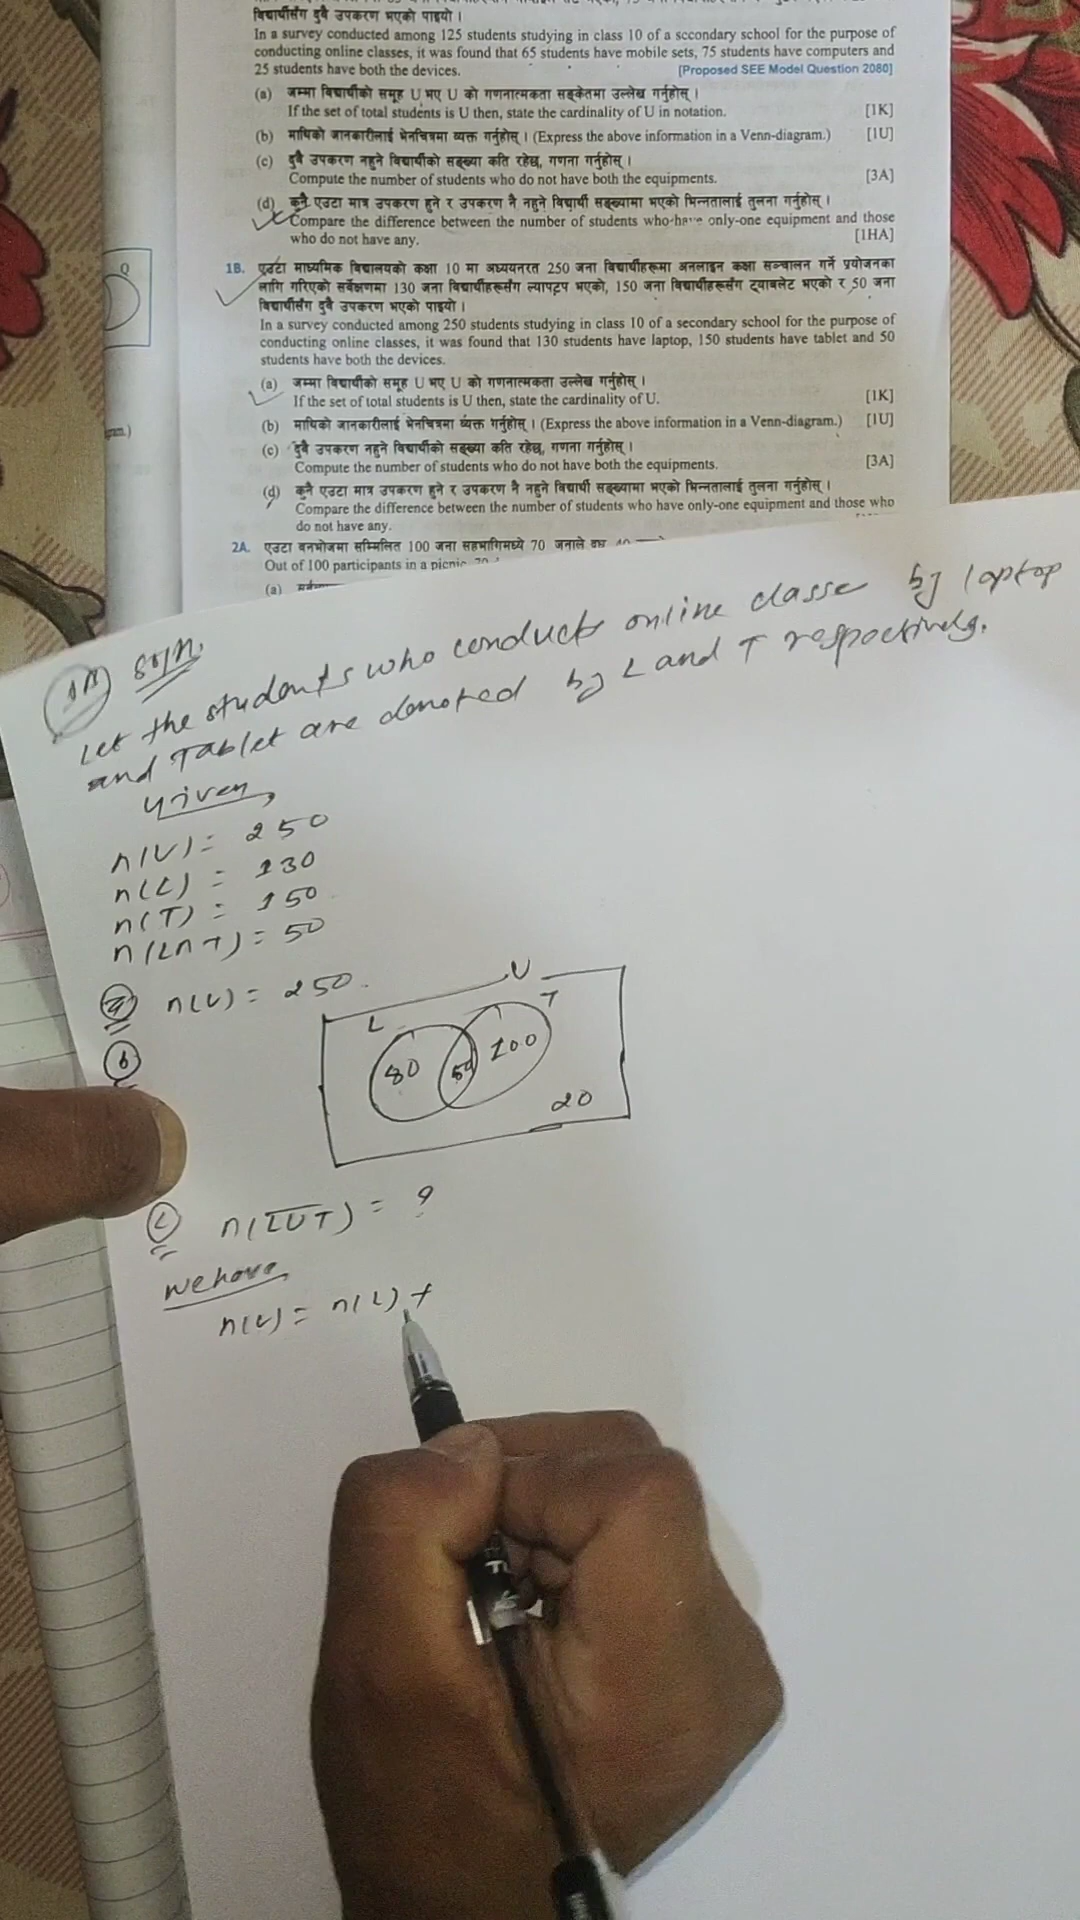 विद्यार्थीसँग दुवै उपकरण भएको पाइयो ।
In a survey conducted among 125 students studying in class 10 of a secondary school for the purpose of
conducting online classes, it was found that 65 students have mobile sets, 75 students have computers and
25 students have both the devices. [Proposed SEE Model Question 2080]
(a) जम्मा विद्यार्थीको समूह U भए U को गणनात्मकता सङ्केतमा उल्लेख गर्नुहोस् ।
If the set of total students is U then, state the cardinality of U in notation. [1K]
(b) माथिको जानकारीलाई भेनचित्रमा व्यक्त गर्नुहोस् । (Express the above information in a Venn-diagram.) [1U]
(c) दुवै उपकरण नहुने विद्यार्थीको सङ्ख्या कति रहेछ, गणना गर्नुहोस् ।
Compute the number of students who do not have both the equipments. [3A]
(d) कुनै एउटा मात्र उपकरण हुने र उपकरण नै नहुने विद्यार्थी सङ्ख्यामा भएको भिन्नतालाई तुलना गर्नुहोस् ।
Compare the difference between the number of students who have only-one equipment and those
who do not have any. [1HA]
1B. एउटा माध्यमिक विद्यालयको कक्षा 10 मा अध्ययनरत 250 जना विद्यार्थीहरूमा अनलाइन कक्षा सञ्चालन गर्ने प्रयोजनका
लागि गरिएको सर्वेक्षणमा 130 जना विद्यार्थीहरूसँग ल्यापटप भएको, 150 जना विद्यार्थीहरूसँग ट्याबलेट भएको र 50 जना
विद्यार्थीसँग दुवै उपकरण भएको पाइयो ।
In a survey conducted among 250 students studying in class 10 of a secondary school for the purpose of
conducting online classes, it was found that 130 students have laptop, 150 students have tablet and 50
students have both the devices.
(a) जम्मा विद्यार्थीको समूह U भए U को गणनात्मकता उल्लेख गर्नुहोस् ।
If the set of total students is U then, state the cardinality of U. [1K]
(b) माथिको जानकारीलाई भेनचित्रमा व्यक्त गर्नुहोस् । (Express the above information in a Venn-diagram.) [1U]
(c) दुवै उपकरण नहुने विद्यार्थीको सङ्ख्या कति रहेछ, गणना गर्नुहोस् ।
Compute the number of students who do not have both the equipments. [3A]
(d) कुनै एउटा मात्र उपकरण हुने र उपकरण नै नहुने विद्यार्थी सङ्ख्यामा भएको भिन्नतालाई तुलना गर्नुहोस् ।
Compare the difference between the number of students who have only-one equipment and those who
do not have any.
2A. एउटा वनभोजमा सम्मिलित 100 जना सहभागिमध्ये 70 जनाले
Out of 100 participants in a picnic
(a)
Soln.
Let the students who conducts online classe by laptop
and Tablet are denoted by L and T respectively.
Given,
n(U) = 250
n(L) = 130
n(T) = 150
n(L∩T) = 50
(a) n(U) = 250.
(b)
U
L T
80 50 100
20
(c) n(L̅U̅T̅) = ?
We have,
n(U) = n(L) +